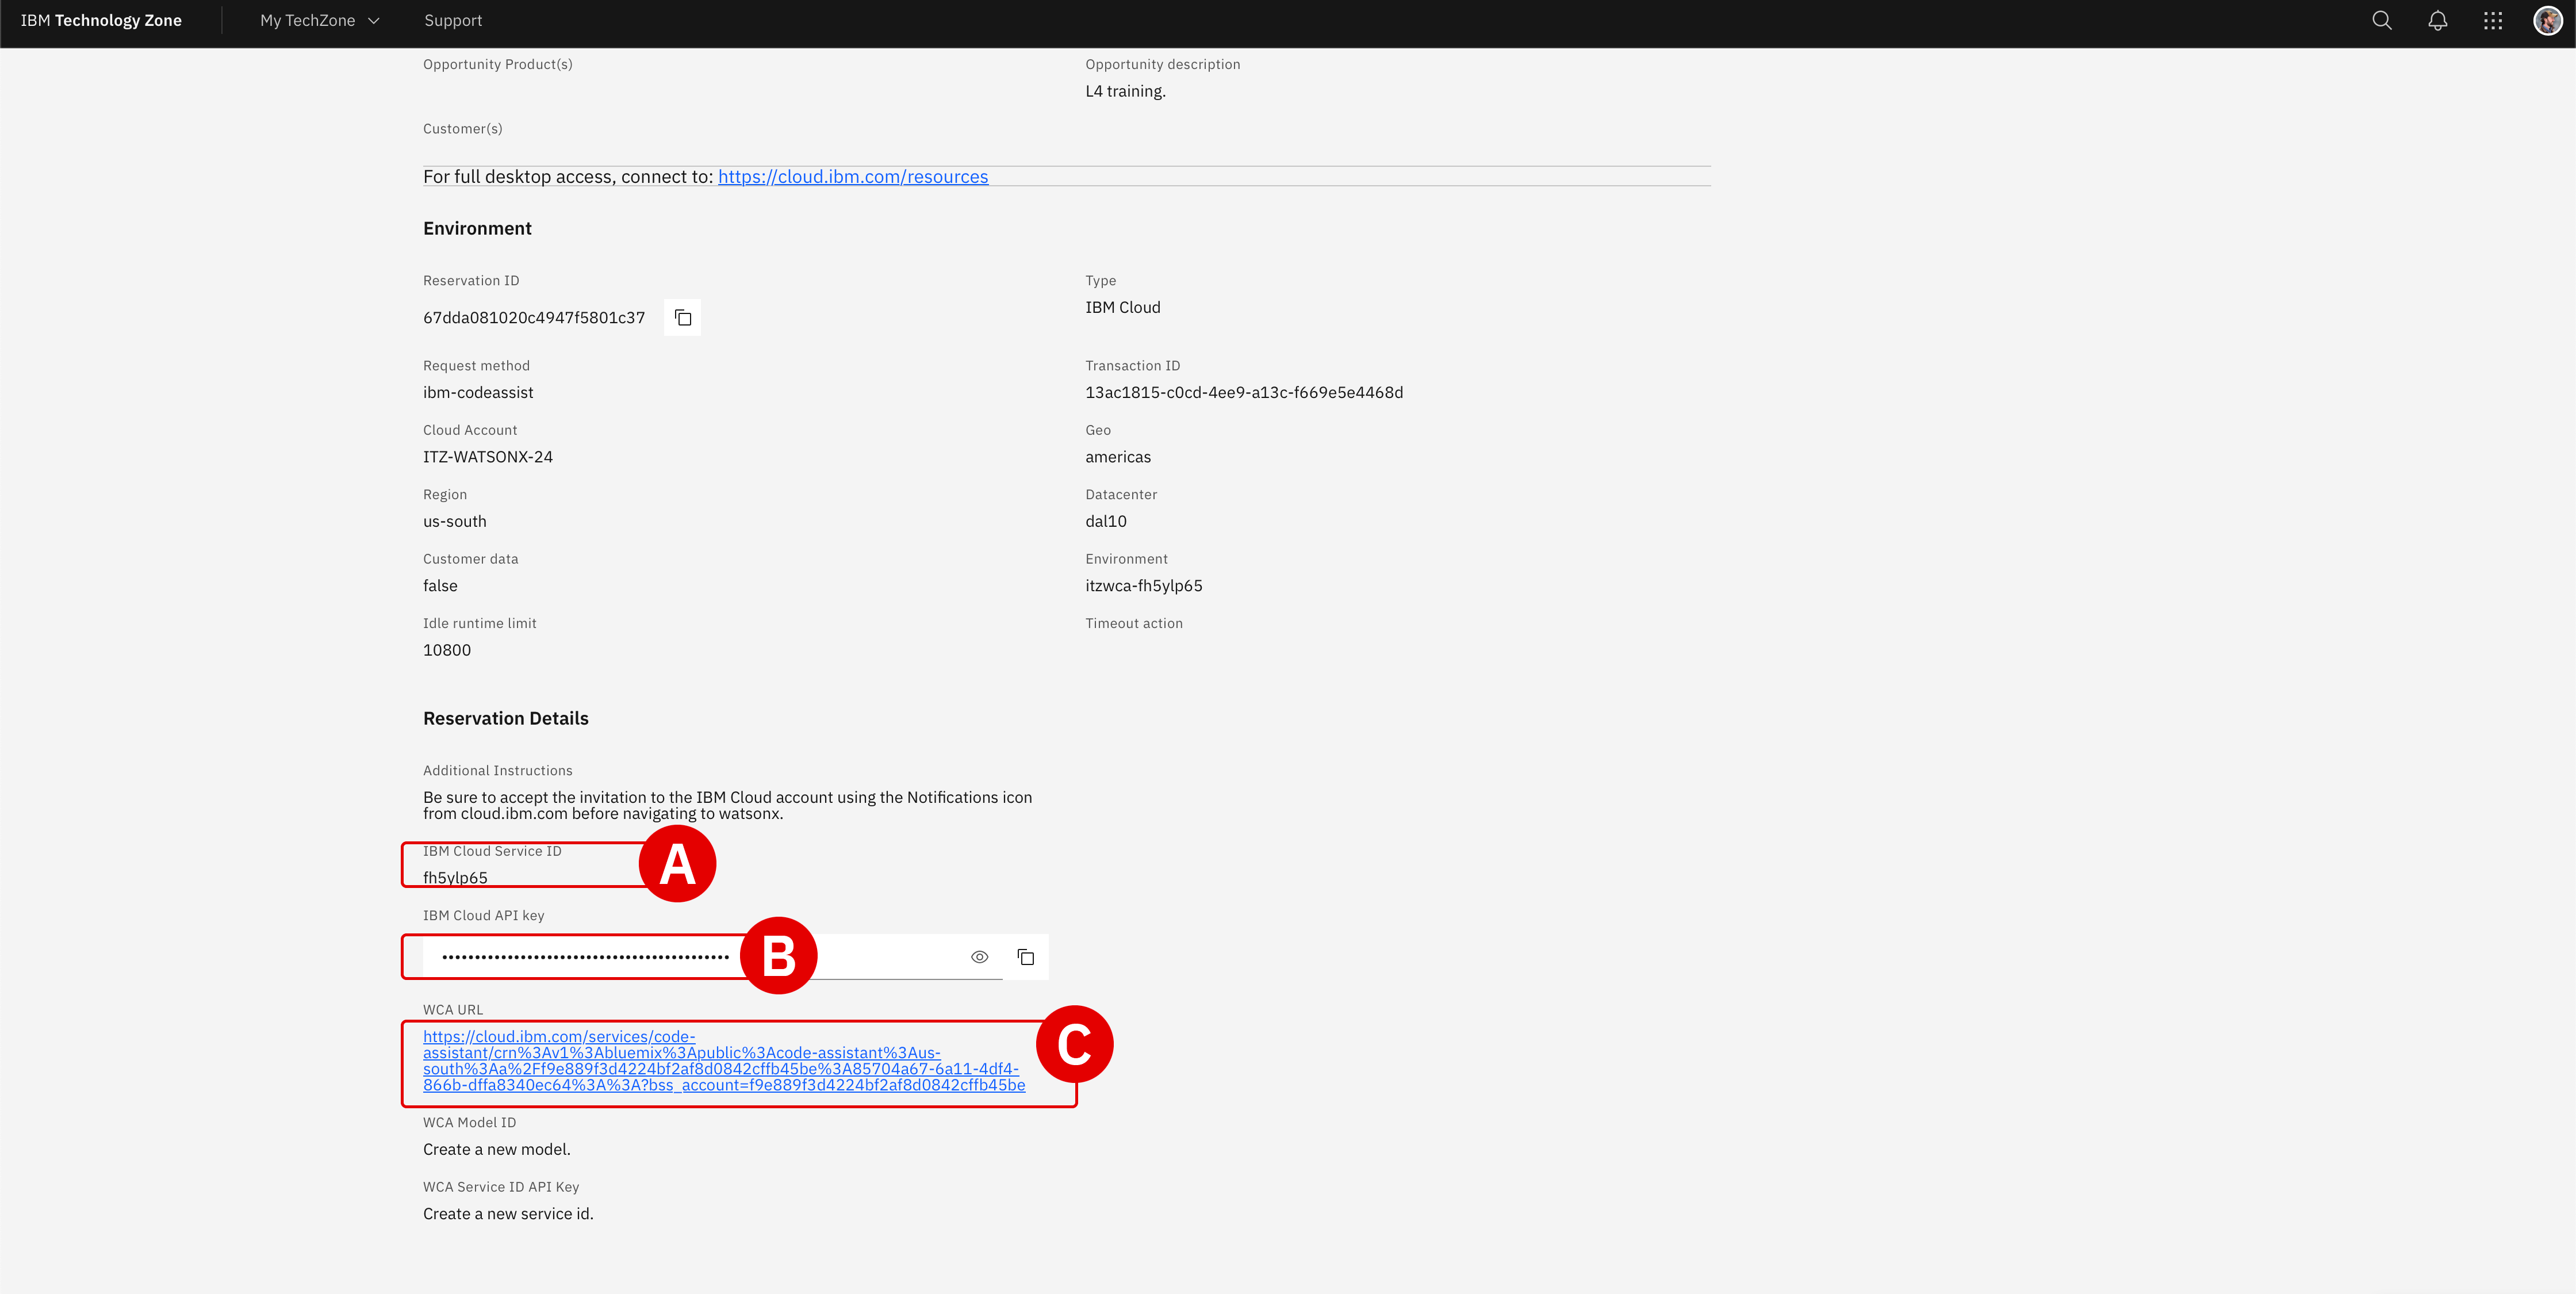 IBM Technology Zone
My TechZone
Support
Opportunity Product(s)
Opportunity description
L4 training.
Customer(s)
For full desktop access, connect to: https://cloud.ibm.com/resources
Environment
Reservation ID
67dda081020c4947f5801c37
Type
IBM Cloud
Request method
ibm-codeassist
Transaction ID
13ac1815-c0cd-4ee9-a13c-f669e5e4468d
Cloud Account
ITZ-WATSONX-24
Geo
americas
Region
us-south
Datacenter
dal10
Customer data
false
Environment
itzwca-fh5ylp65
Idle runtime limit
10800
Timeout action
Reservation Details
Additional Instructions
Be sure to accept the invitation to the IBM Cloud account using the Notifications icon
from cloud.ibm.com before navigating to watsonx.
IBM Cloud Service ID
fh5ylp65
A
IBM Cloud API key
••••••••••••••••••••••••••••••••••••••••••••
B
WCA URL
https://cloud.ibm.com/services/code-
assistant/crn%3Av1%3Abluemix%3Apublic%3Acode-assistant%3Aus-
south%3Aa%2Ff9e889f3d4224bf2af8d0842cffb45be%3A85704a67-6a11-4df4-
866b-dffa8340ec64%3A%3A?bss_account=f9e889f3d4224bf2af8d0842cffb45be
C
WCA Model ID
Create a new model.
WCA Service ID API Key
Create a new service id.